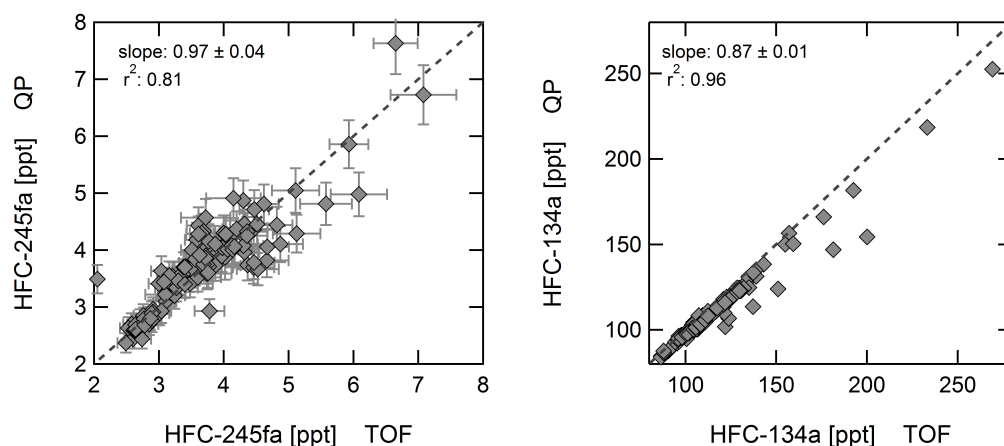 8
7
6
5
4
3
2
HFC-245fa [ppt] QP
slope: 0.97 ± 0.04
r²: 0.81
2 3 4 5 6 7 8
HFC-245fa [ppt] TOF
250
200
150
100
HFC-134a [ppt] QP
slope: 0.87 ± 0.01
r²: 0.96
100 150 200 250
HFC-134a [ppt] TOF